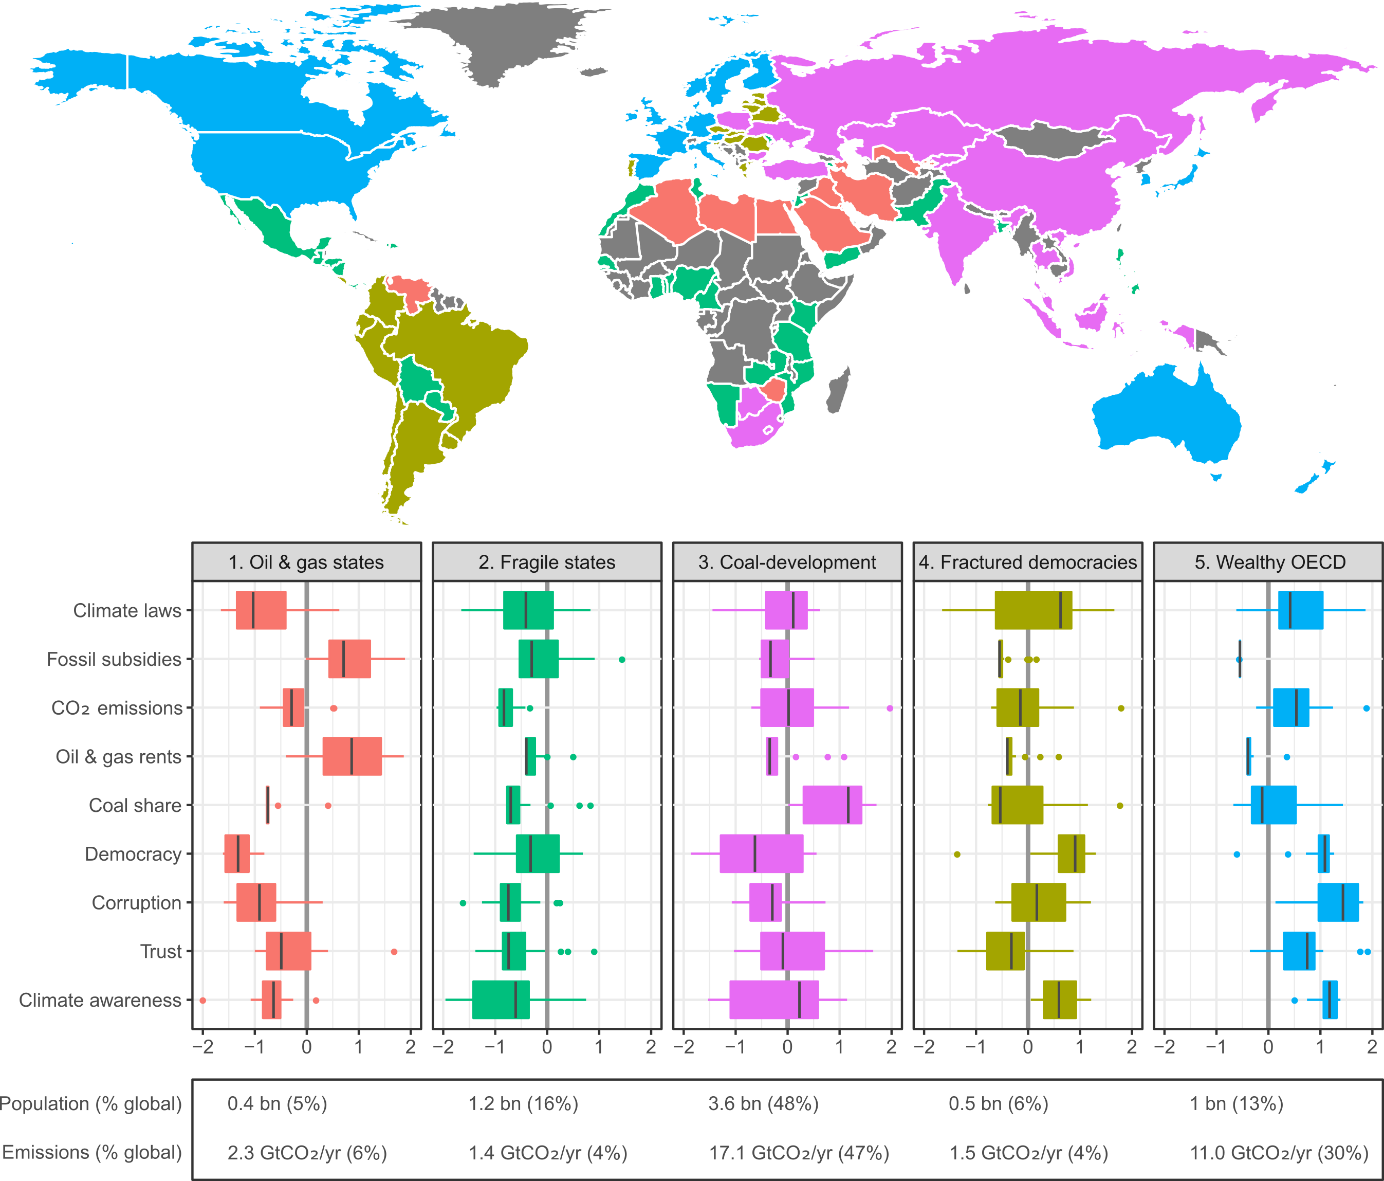 1. Oil & gas states 2. Fragile states 3. Coal-development 4. Fractured democracies 5. Wealthy OECD
Climate laws
Fossil subsidies
CO₂ emissions
Oil & gas rents
Coal share
Democracy
Corruption
Trust
Climate awareness
−2 −1 0 1 2 −2 −1 0 1 2 −2 −1 0 1 2 −2 −1 0 1 2 −2 −1 0 1 2
Population (% global) 0.4 bn (5%) 1.2 bn (16%) 3.6 bn (48%) 0.5 bn (6%) 1 bn (13%)
Emissions (% global) 2.3 GtCO₂/yr (6%) 1.4 GtCO₂/yr (4%) 17.1 GtCO₂/yr (47%) 1.5 GtCO₂/yr (4%) 11.0 GtCO₂/yr (30%)